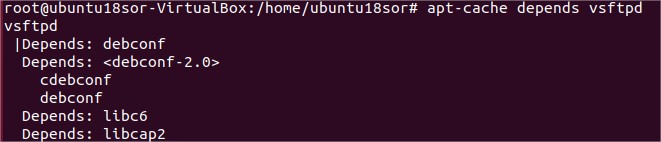 root@ubuntu18sor-VirtualBox:/home/ubuntu18sor# apt-cache depends vsftpd
vsftpd
 |Depends: debconf
  Depends: <debconf-2.0>
    cdebconf
    debconf
  Depends: libc6
  Depends: libcap2